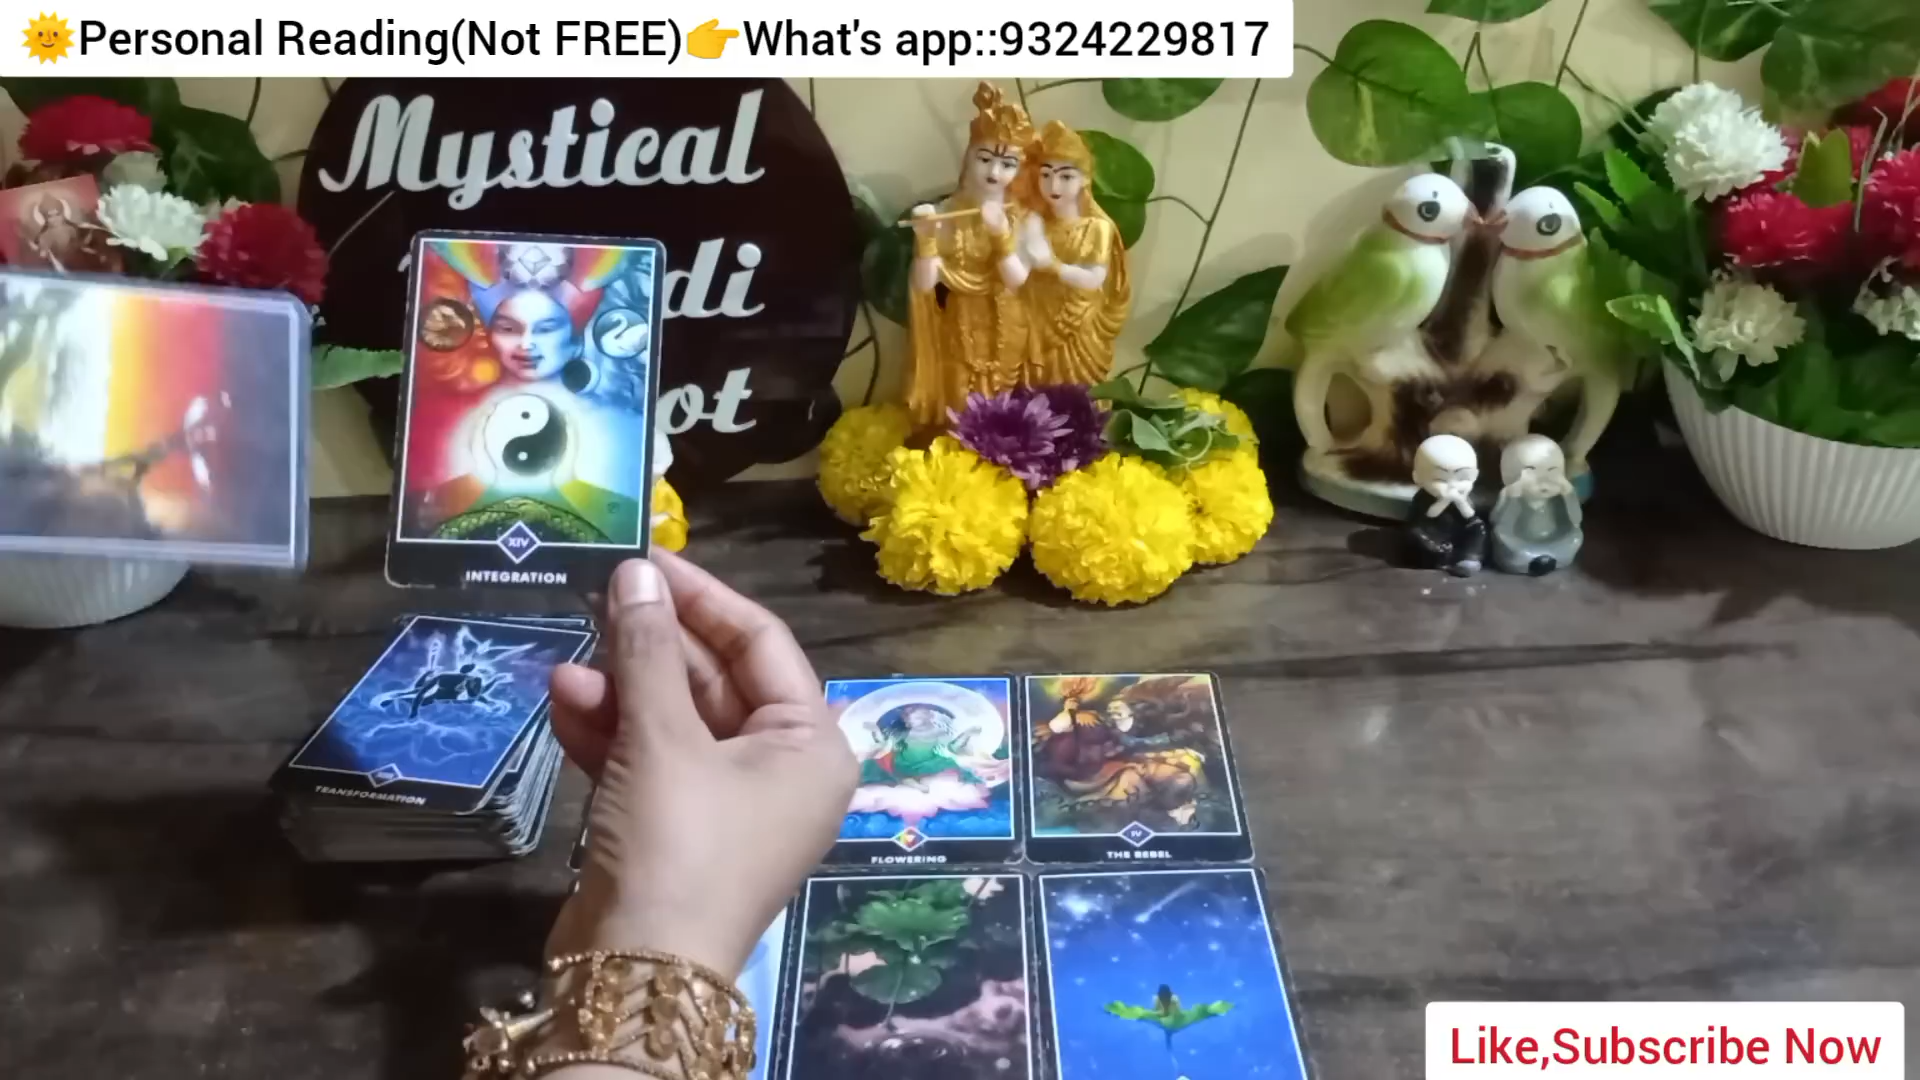 🌞Personal Reading(Not FREE)👉What's app::9324229817
Mystical
di
ot
XIV
INTEGRATION
TRANSFORMATION
FLOWERING
IV
THE REBEL
Like,Subscribe Now